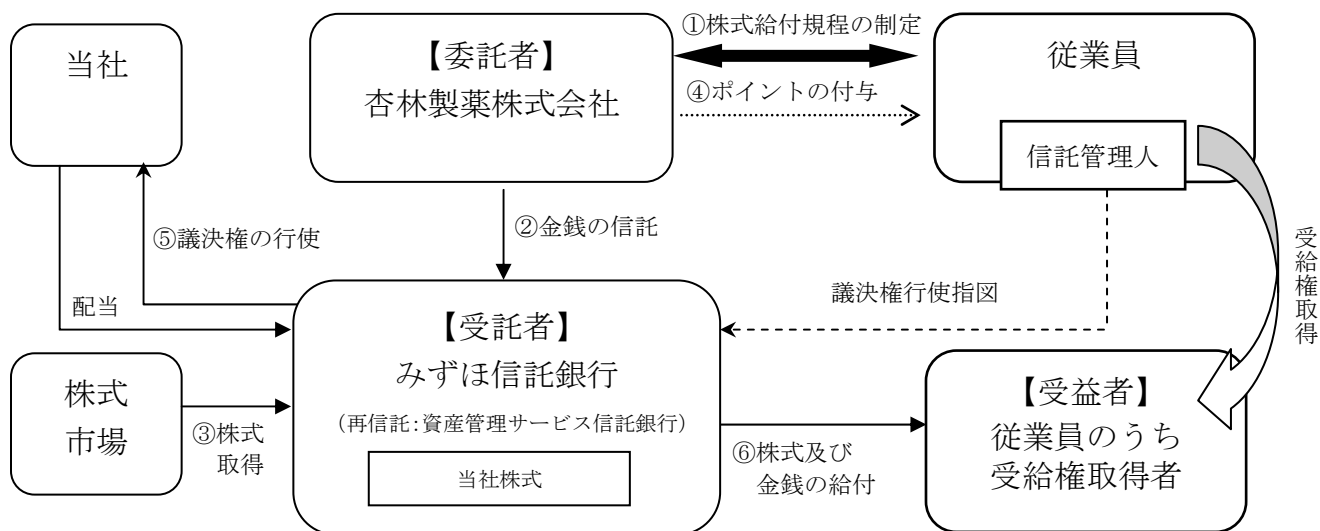 当社
【委託者】
杏林製薬株式会社
①株式給付規程の制定
④ポイントの付与
従業員
信託管理人
②金銭の信託
⑤議決権の行使
配当
議決権行使指図
受給権取得
【受託者】
みずほ信託銀行
(再信託:資産管理サービス信託銀行)
当社株式
株式
市場
③株式
取得
⑥株式及び
金銭の給付
【受益者】
従業員のうち
受給権取得者